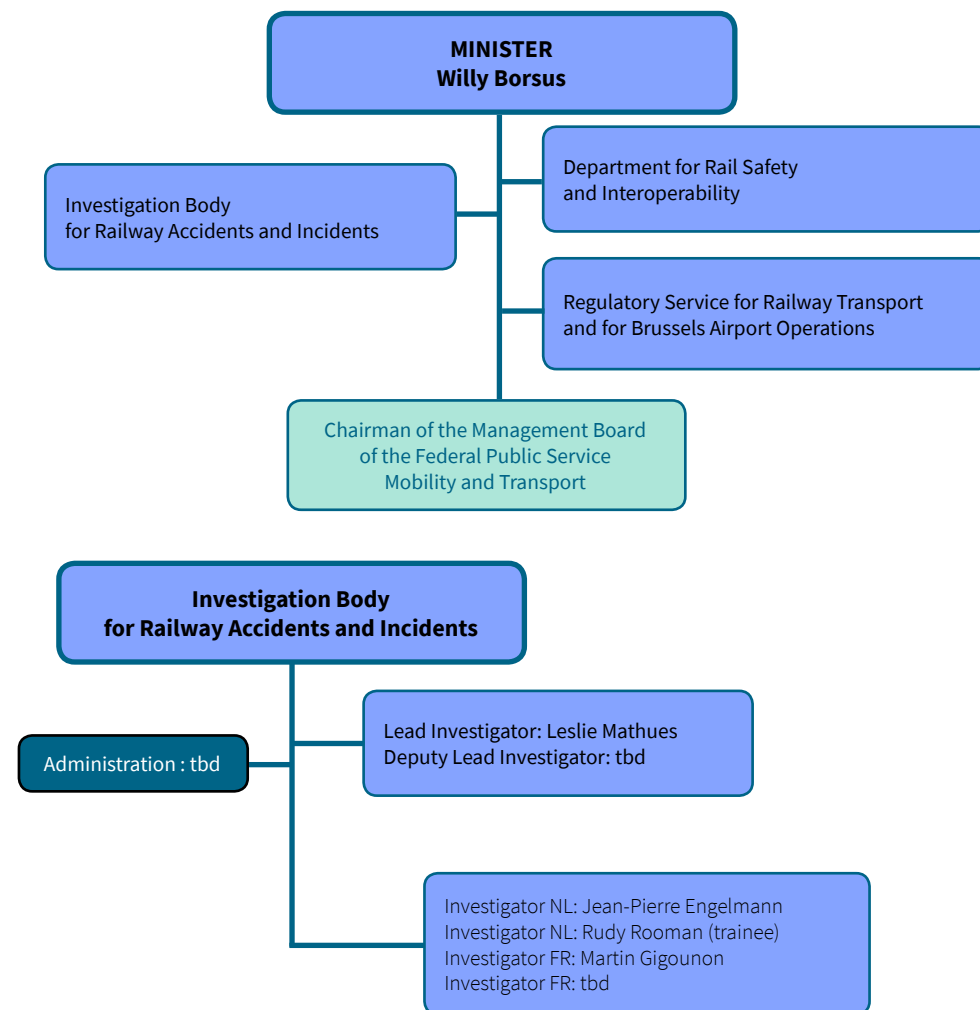 MINISTER
Willy Borsus
Department for Rail Safety
and Interoperability
Investigation Body
for Railway Accidents and Incidents
Regulatory Service for Railway Transport
and for Brussels Airport Operations
Chairman of the Management Board
of the Federal Public Service
Mobility and Transport
Investigation Body
for Railway Accidents and Incidents
Lead Investigator: Leslie Mathues
Deputy Lead Investigator: tbd
Administration : tbd
Investigator NL: Jean-Pierre Engelmann
Investigator NL: Rudy Rooman (trainee)
Investigator FR: Martin Gigounon
Investigator FR: tbd